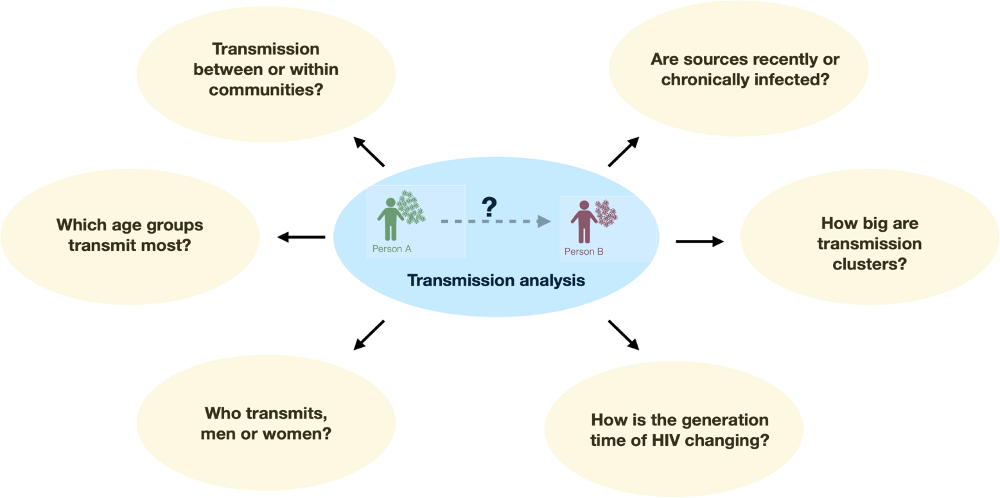 Transmission
between or within
communities?
Are sources recently or
chronically infected?
Which age groups
transmit most?
?
Person A
Person B
Transmission analysis
How big are
transmission
clusters?
Who transmits,
men or women?
How is the generation
time of HIV changing?